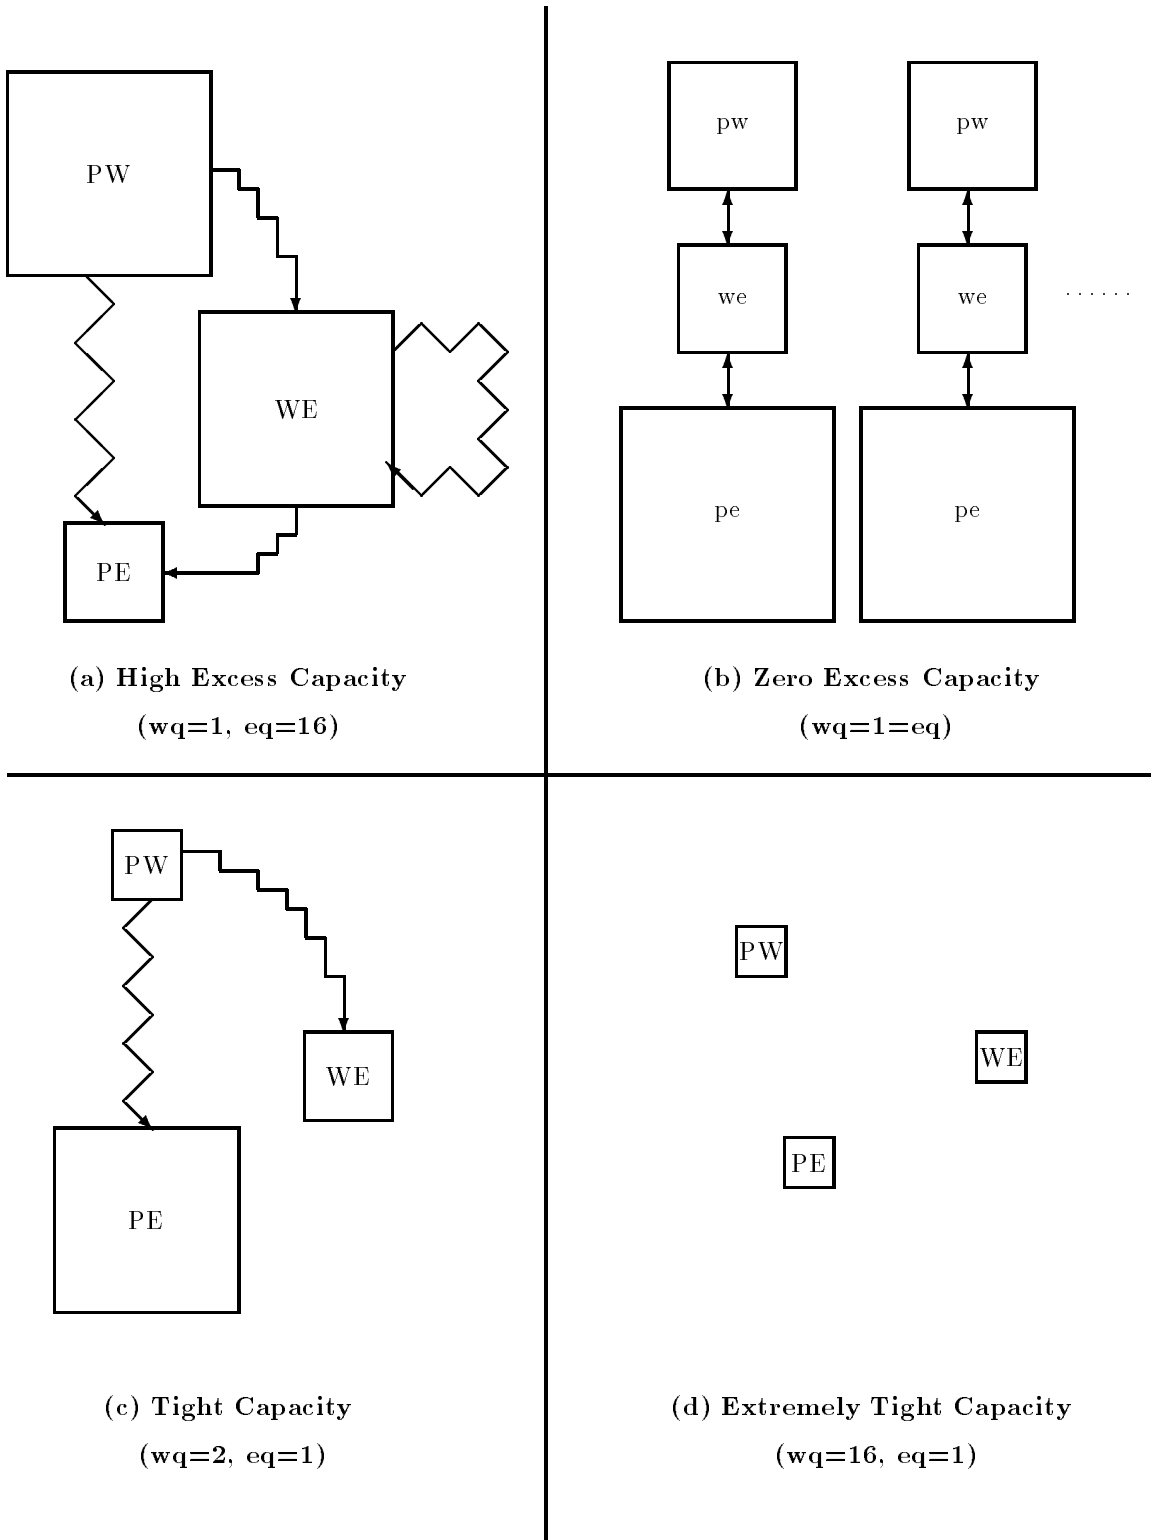 PW
WE
PE
(a) High Excess Capacity
(wq=1, eq=16)
pw pw
we we ......
pe pe
(b) Zero Excess Capacity
(wq=1=eq)
PW
WE
PE
(c) Tight Capacity
(wq=2, eq=1)
PW
WE
PE
(d) Extremely Tight Capacity
(wq=16, eq=1)